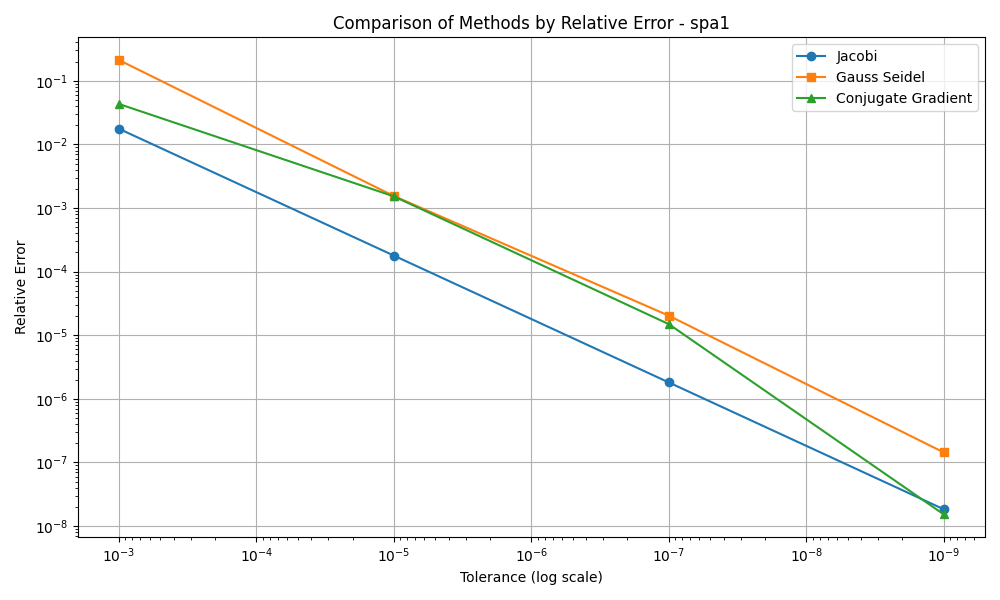 Comparison of Methods by Relative Error - spa1
Jacobi
Gauss Seidel
Conjugate Gradient
Relative Error
10⁻¹
10⁻²
10⁻³
10⁻⁴
10⁻⁵
10⁻⁶
10⁻⁷
10⁻⁸
10⁻³ 10⁻⁴ 10⁻⁵ 10⁻⁶ 10⁻⁷ 10⁻⁸ 10⁻⁹
Tolerance (log scale)